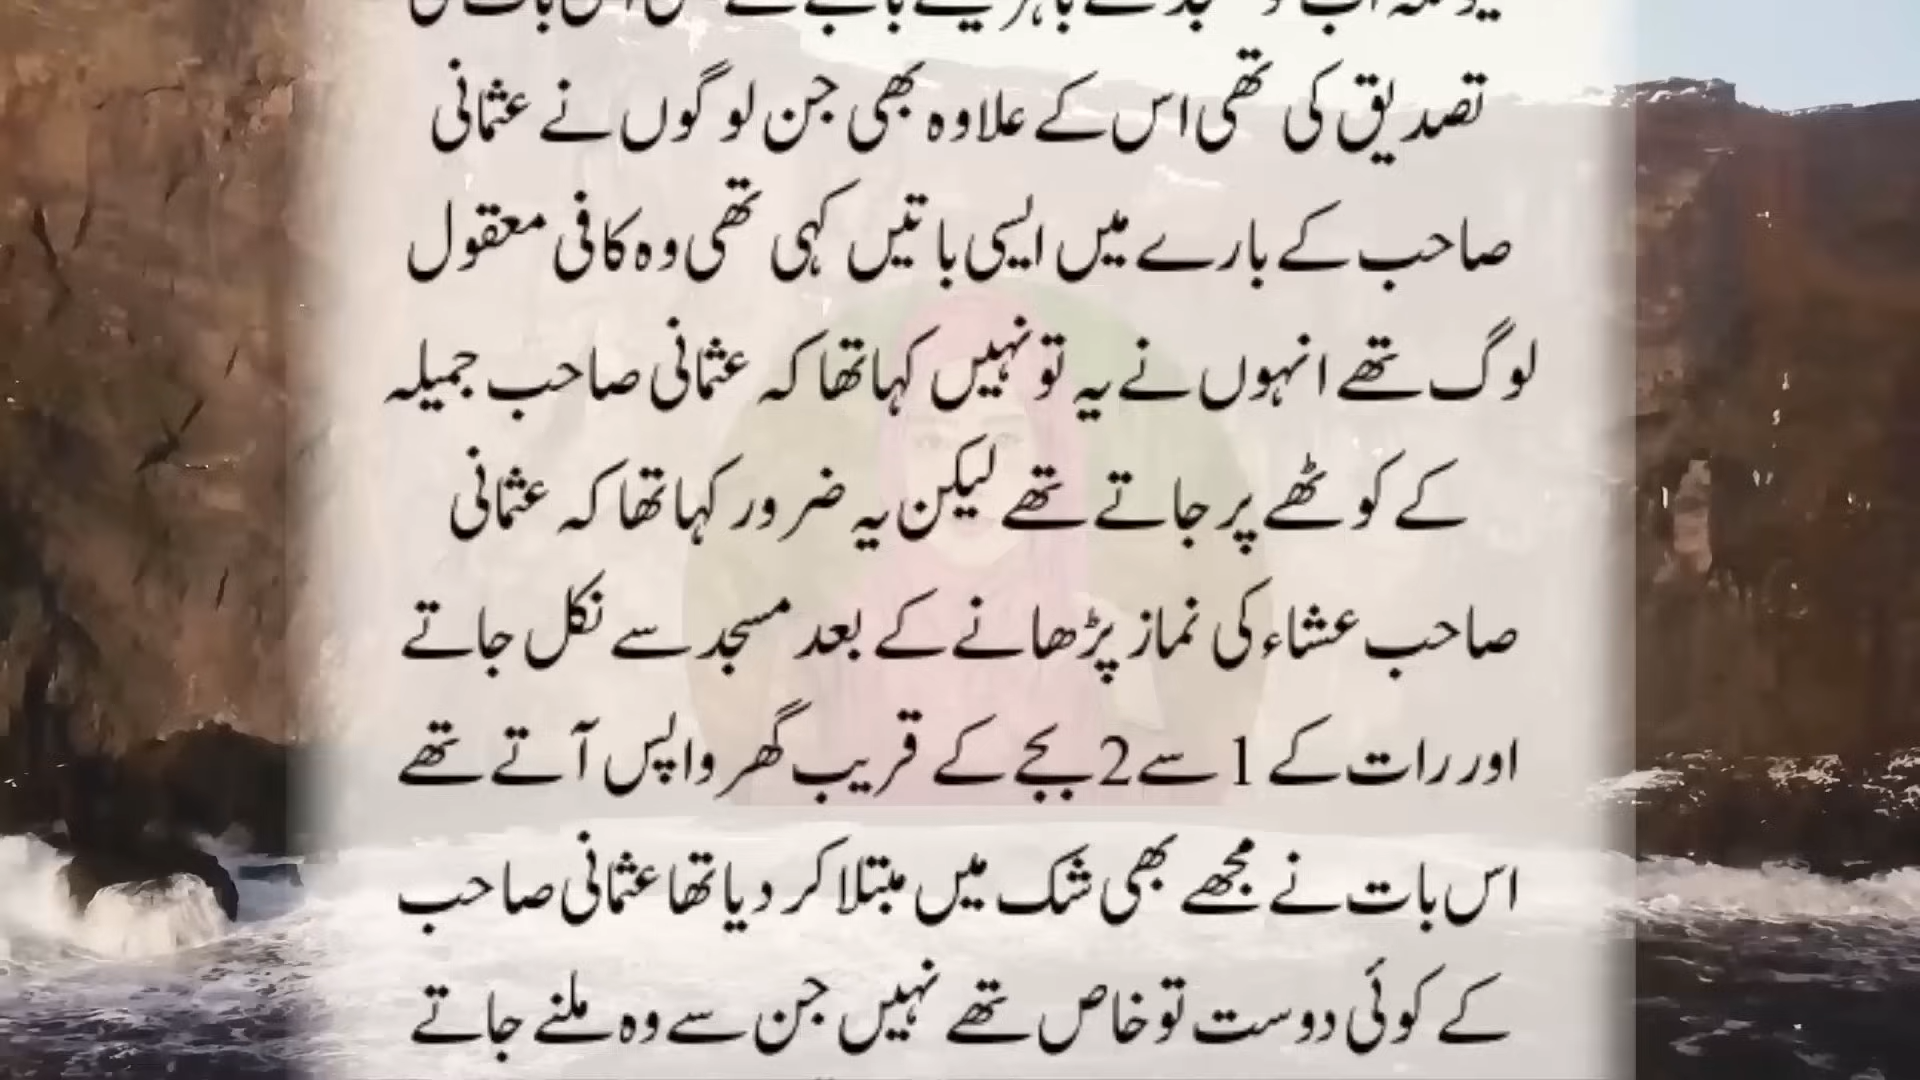 تصدیق کی تھی اس کے علاوہ بھی جن لوگوں نے عثمانی
صاحب کے بارے میں ایسی باتیں کہی تھی وہ کافی معقول
لوگ تھے انہوں نے یہ تو نہیں کہا تھا کہ عثمانی صاحب جمیلہ
کے کوٹھے پر جاتے تھے لیکن یہ ضرور کہا تھا کہ عثمانی
صاحب عشاء کی نماز پڑھانے کے بعد مسجد سے نکل جاتے
اور رات کے 1 سے 2 بجے کے قریب گھر واپس آتے تھے
اس بات نے مجھے بھی شک میں مبتلا کر دیا تھا عثمانی صاحب
کے کوئی دوست تو خاص تھے نہیں جن سے وہ ملنے جاتے